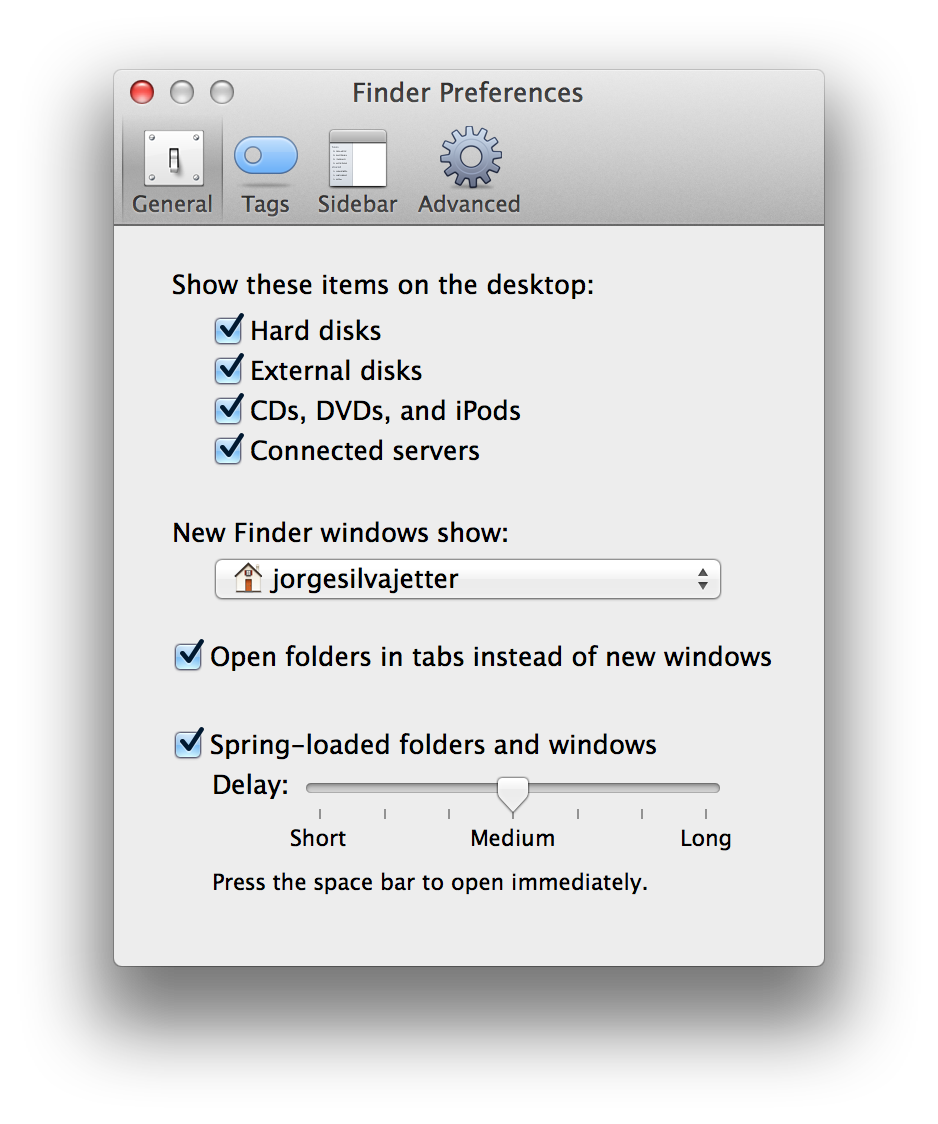 Finder Preferences
General Tags Sidebar Advanced
Show these items on the desktop:
Hard disks
External disks
CDs, DVDs, and iPods
Connected servers
New Finder windows show:
jorgesilvajetter
Open folders in tabs instead of new windows
Spring-loaded folders and windows
Delay:
Short Medium Long
Press the space bar to open immediately.